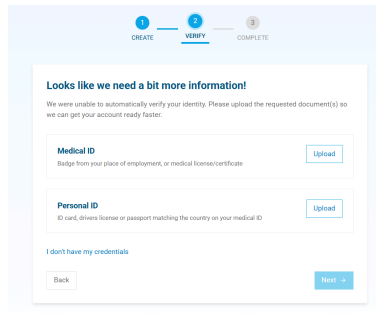 1 2 3
CREATE VERIFY COMPLETE
Looks like we need a bit more information!
We were unable to automatically verify your identity. Please upload the requested document(s) so
we can get your account ready faster.
Medical ID
Upload
Badge from your place of employment, or medical license/certificate
Personal ID
Upload
ID card, drivers license or passport matching the country on your medical ID
I don't have my credentials
Back Next →